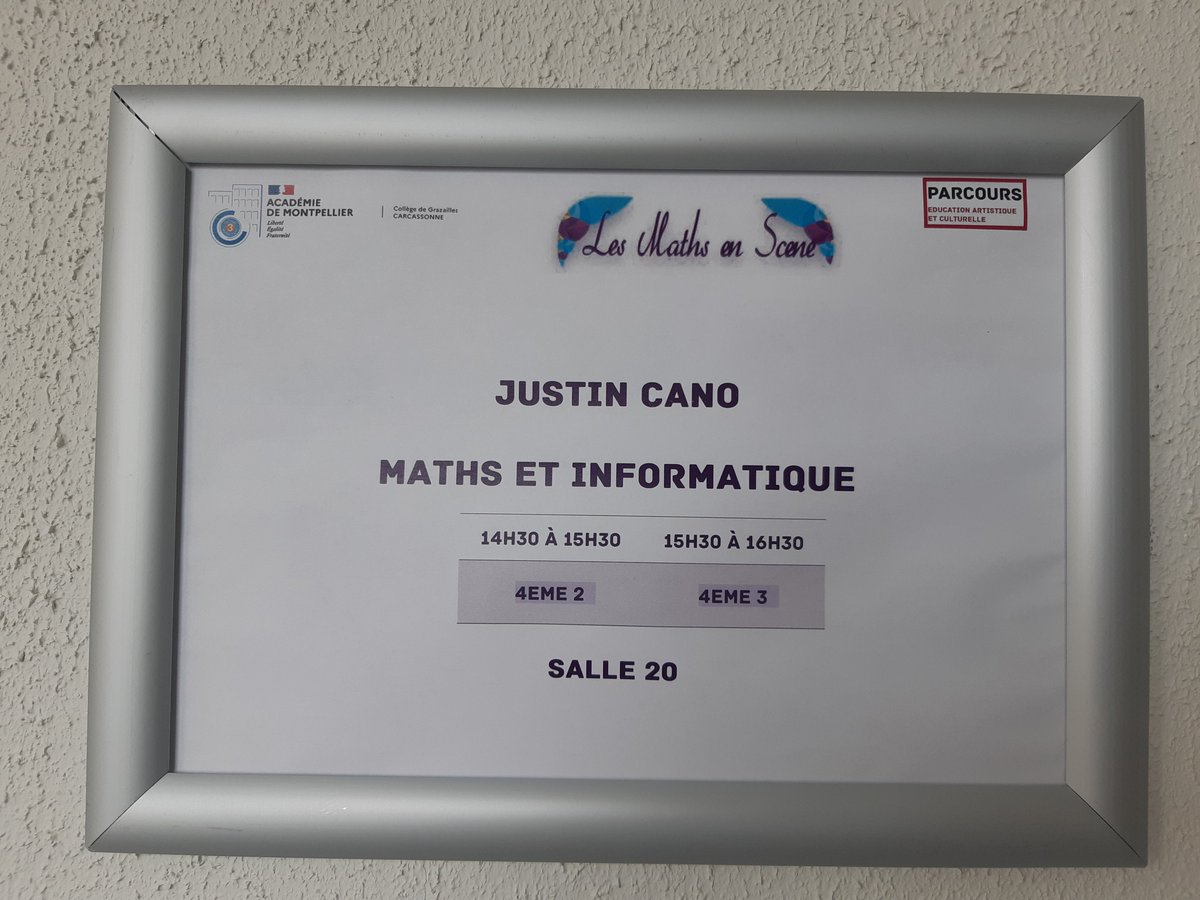 ACADÉMIE
DE MONTPELLIER
Liberté
Égalité
Fraternité
3
Collège de Grazailles
CARCASSONNE
Les Maths en Scène
PARCOURS
EDUCATION ARTISTIQUE
ET CULTURELLE
JUSTIN CANO
MATHS ET INFORMATIQUE
14H30 À 15H30 15H30 À 16H30
4EME 2 4EME 3
SALLE 20